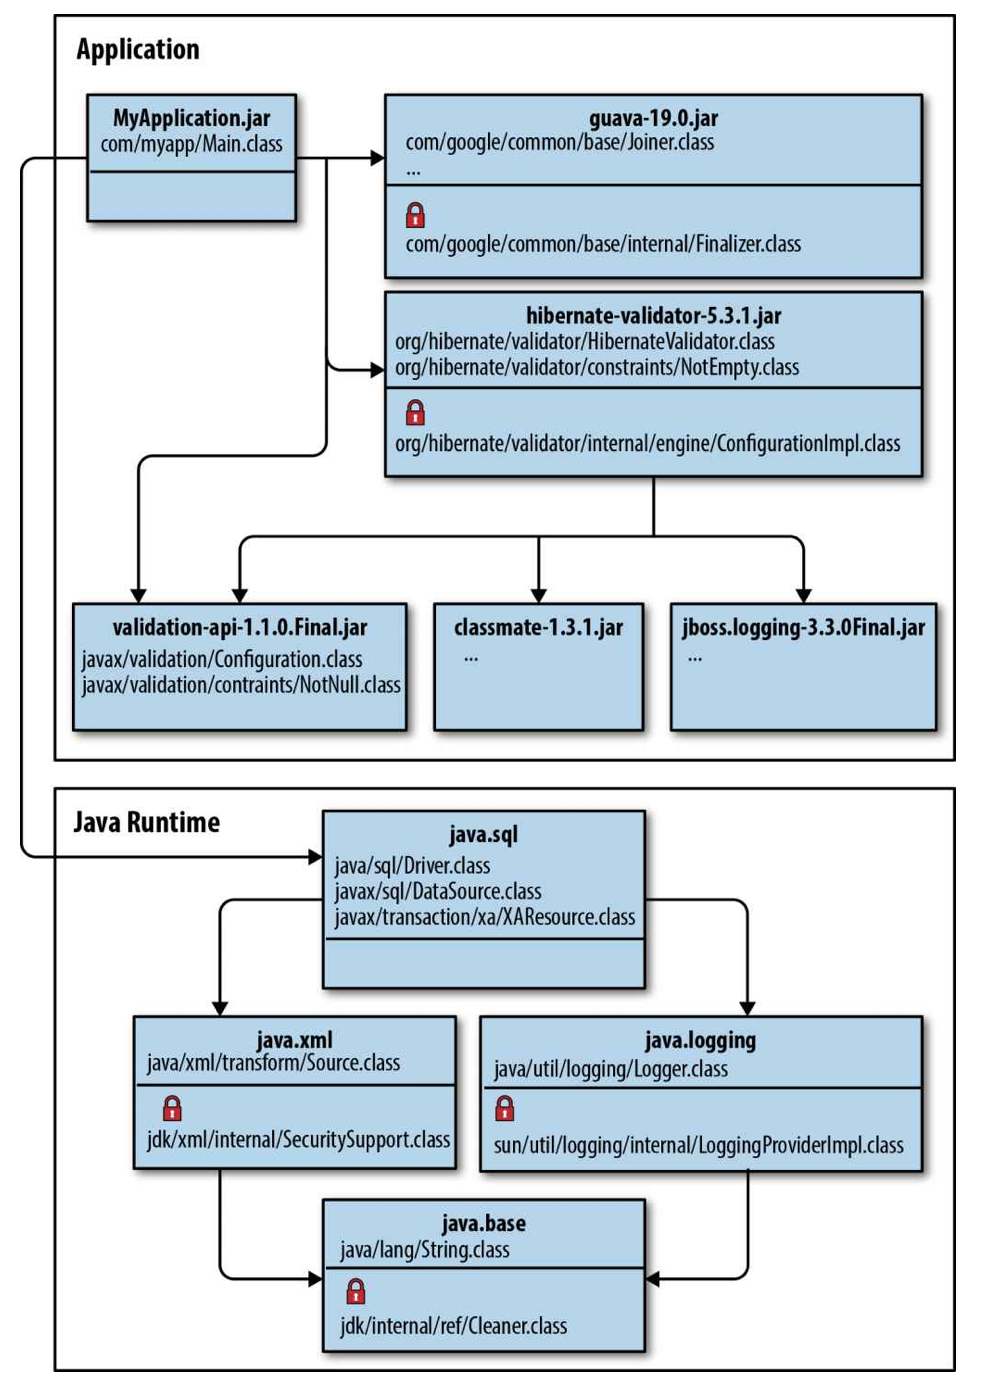 Application
MyApplication.jar
com/myapp/Main.class
guava-19.0.jar
com/google/common/base/Joiner.class
...
com/google/common/base/internal/Finalizer.class
hibernate-validator-5.3.1.jar
org/hibernate/validator/HibernateValidator.class
org/hibernate/validator/constraints/NotEmpty.class
org/hibernate/validator/internal/engine/ConfigurationImpl.class
validation-api-1.1.0.Final.jar
javax/validation/Configuration.class
javax/validation/contraints/NotNull.class
classmate-1.3.1.jar
...
jboss.logging-3.3.0Final.jar
...
Java Runtime
java.sql
java/sql/Driver.class
javax/sql/DataSource.class
javax/transaction/xa/XAResource.class
java.xml
java/xml/transform/Source.class
jdk/xml/internal/SecuritySupport.class
java.logging
java/util/logging/Logger.class
sun/util/logging/internal/LoggingProviderImpl.class
java.base
java/lang/String.class
jdk/internal/ref/Cleaner.class